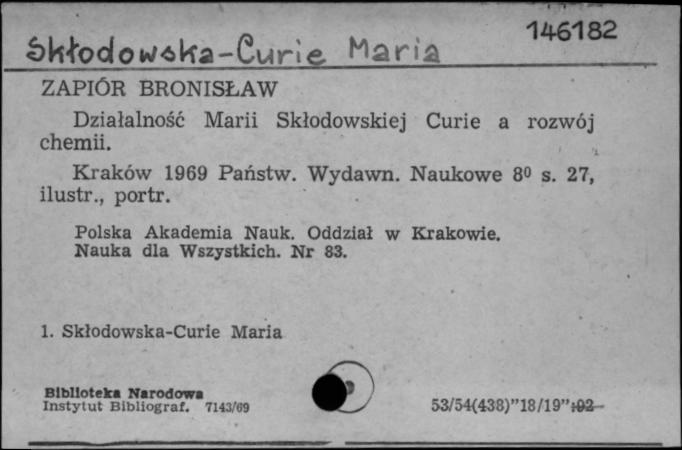 146182
Skłodowska-Curie Maria
ZAPIÓR BRONISŁAW
Działalność Marii Skłodowskiej Curie a rozwój
chemii.
Kraków 1969 Państw. Wydawn. Naukowe 8⁰ s. 27,
ilustr., portr.
Polska Akademia Nauk. Oddział w Krakowie.
Nauka dla Wszystkich. Nr 83.
1. Skłodowska-Curie Maria
Biblioteka Narodowa
Instytut Bibliograf. 7143/69
53/54(438)”18/19”:92